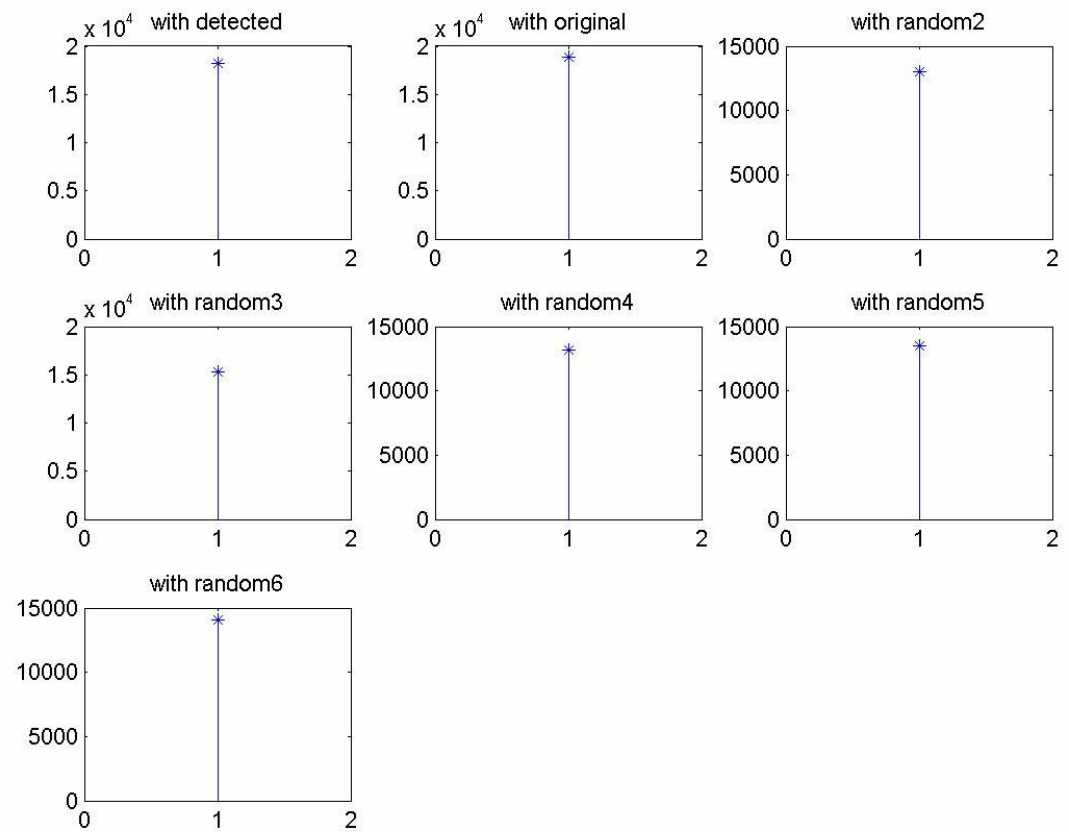 x 10^4 with detected
2
1.5
1
0.5
0
0 1 2
x 10^4 with original
2
1.5
1
0.5
0
0 1 2
with random2
15000
10000
5000
0
0 1 2
x 10^4 with random3
2
1.5
1
0.5
0
0 1 2
with random4
15000
10000
5000
0
0 1 2
with random5
15000
10000
5000
0
0 1 2
with random6
15000
10000
5000
0
0 1 2